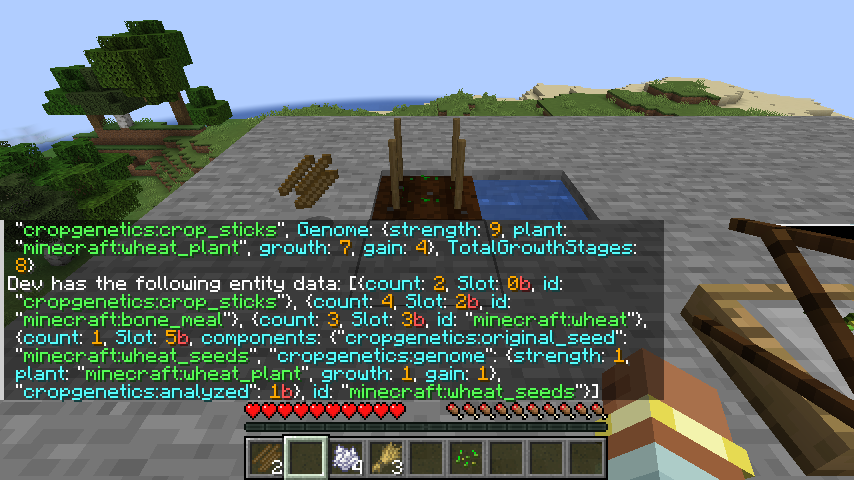 "cropgenetics:crop_sticks", Genome: {strength: 9, plant:
"minecraft:wheat_plant", growth: 7, gain: 4}, TotalGrowthStages:
8}
Dev has the following entity data: [{count: 2, Slot: 0b, id:
"cropgenetics:crop_sticks"}, {count: 4, Slot: 2b, id:
"minecraft:bone_meal"}, {count: 3, Slot: 3b, id: "minecraft:wheat"},
{count: 1, Slot: 5b, components: {"cropgenetics:original_seed":
"minecraft:wheat_seeds", "cropgenetics:genome": {strength: 1,
plant: "minecraft:wheat_plant", growth: 1, gain: 1},
"cropgenetics:analyzed": 1b}, id: "minecraft:wheat_seeds"}]
2 4 3